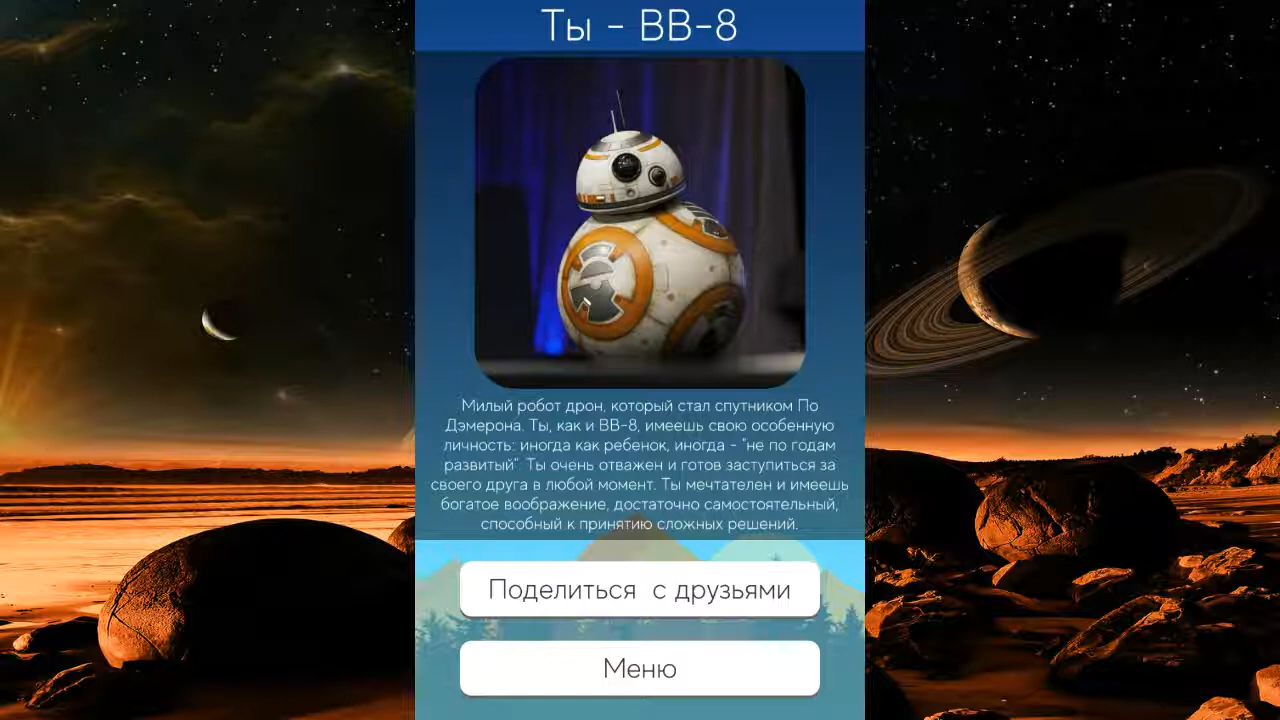 Ты - BB-8
Милый робот дрон, который стал спутником По
Дэмерона. Ты, как и BB-8, имеешь свою особенную
личность: иногда как ребенок, иногда - "не по годам
развитый". Ты очень отважен и готов заступиться за
своего друга в любой момент. Ты мечтателен и имеешь
богатое воображение, достаточно самостоятельный,
способный к принятию сложных решений.
Поделиться с друзьями
Меню